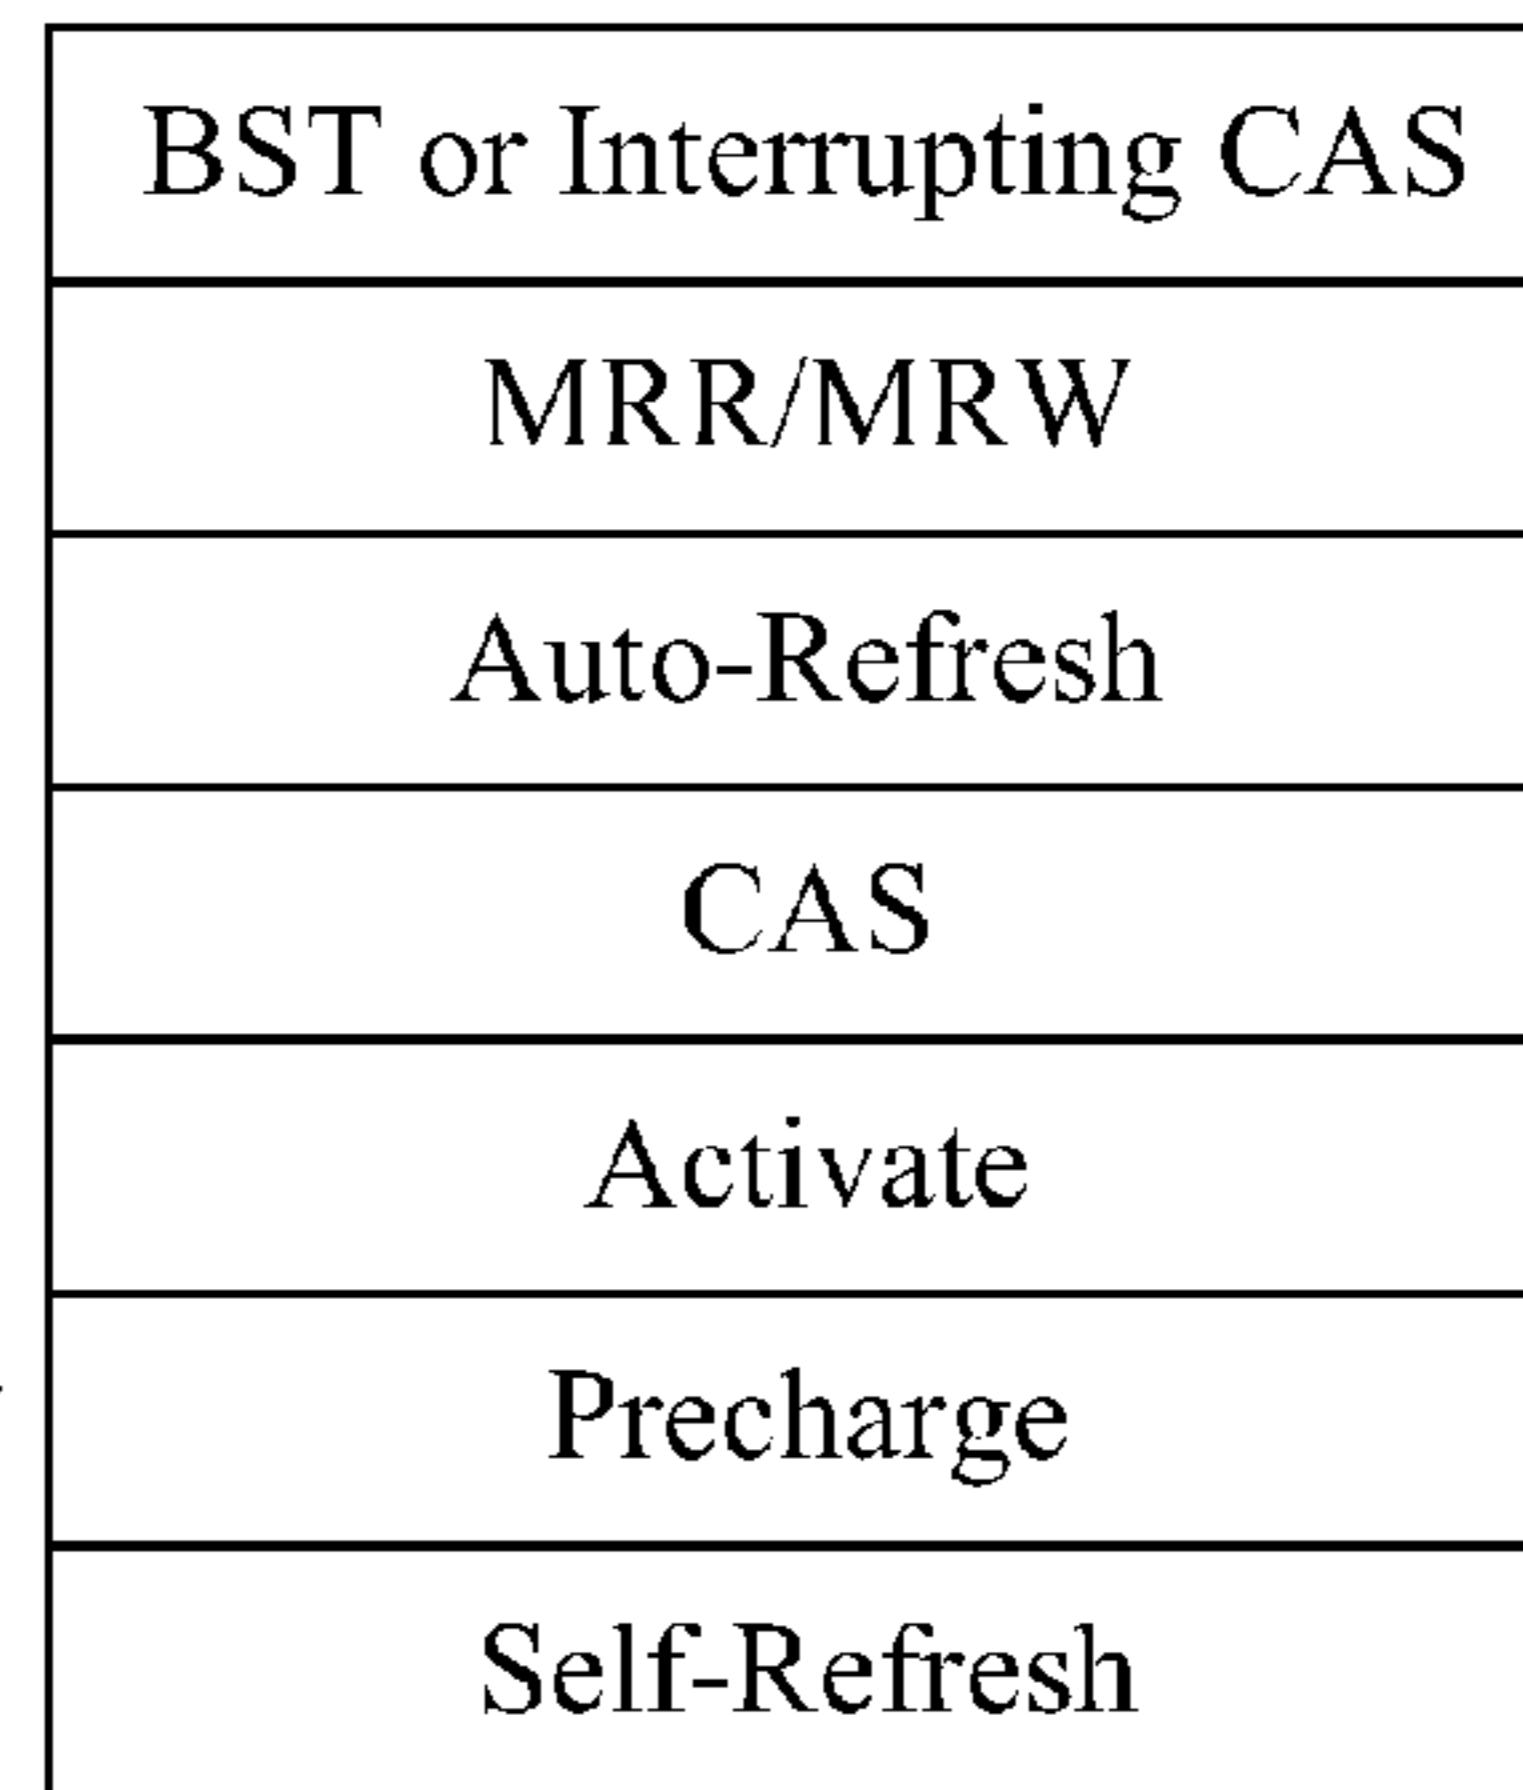 BST or Interrupting CAS
MRR/MRW
Auto-Refresh
CAS
Activate
Precharge
Self-Refresh